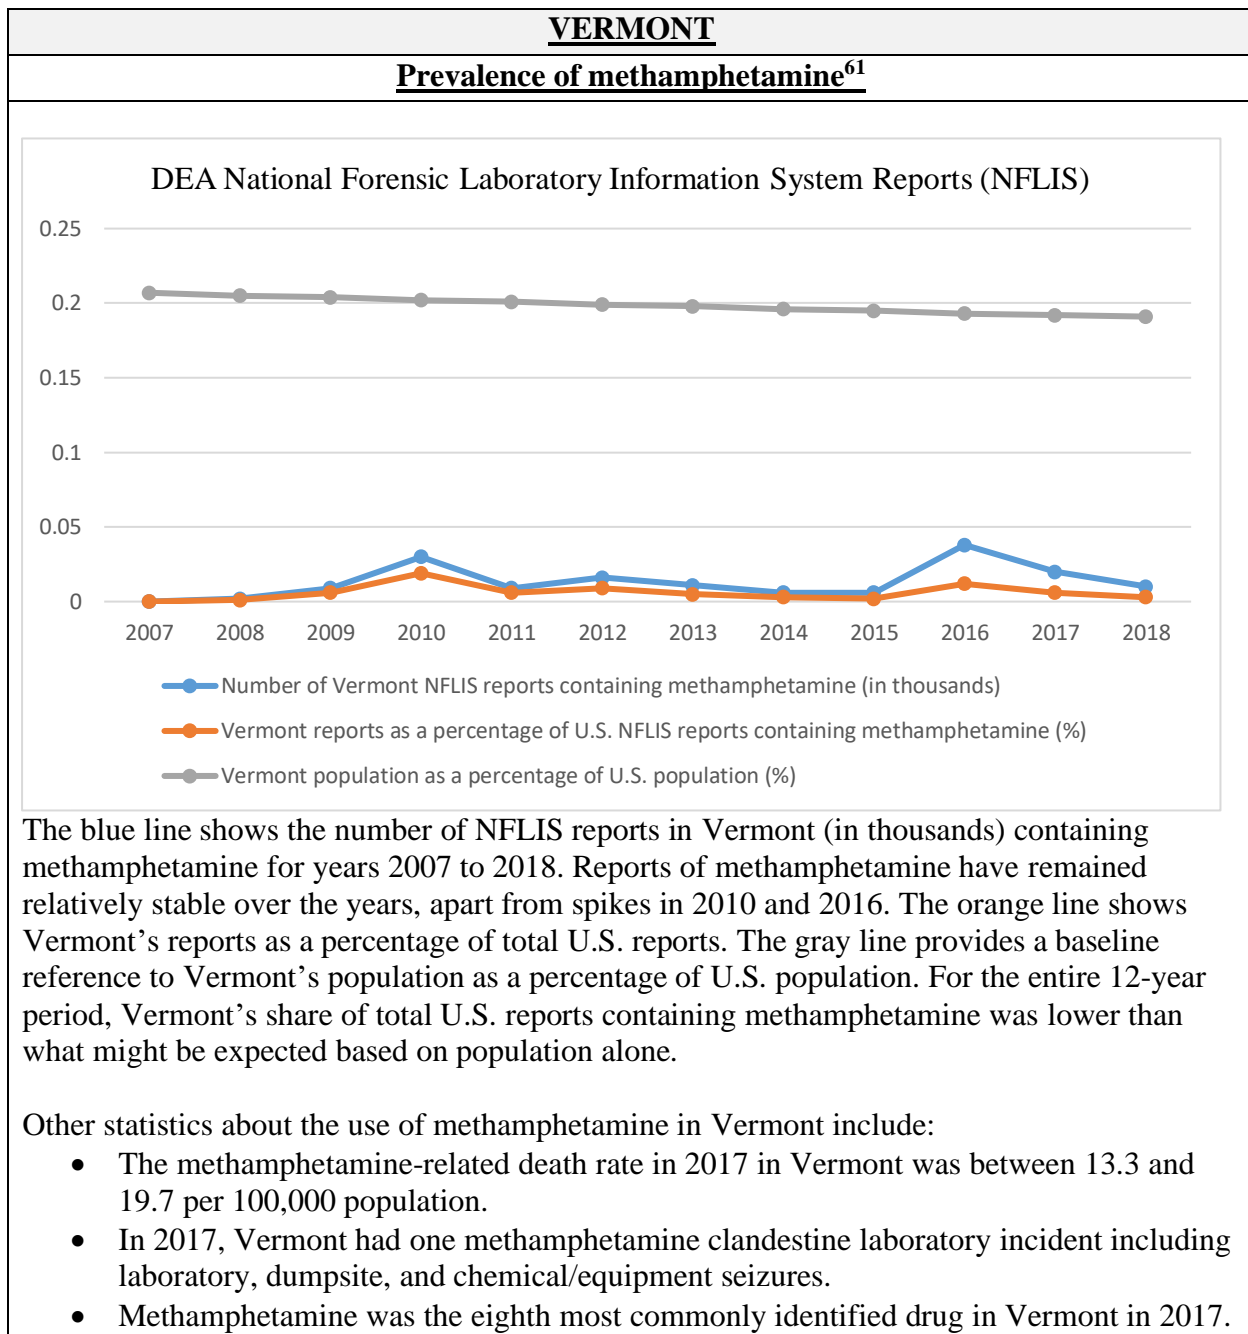 VERMONT
Prevalence of methamphetamine61
DEA National Forensic Laboratory Information System Reports (NFLIS)
0.25
0.2
0.15
0.1
0.05
0
2007 2008 2009 2010 2011 2012 2013 2014 2015 2016 2017 2018
Number of Vermont NFLIS reports containing methamphetamine (in thousands)
Vermont reports as a percentage of U.S. NFLIS reports containing methamphetamine (%)
Vermont population as a percentage of U.S. population (%)
The blue line shows the number of NFLIS reports in Vermont (in thousands) containing
methamphetamine for years 2007 to 2018. Reports of methamphetamine have remained
relatively stable over the years, apart from spikes in 2010 and 2016. The orange line shows
Vermont’s reports as a percentage of total U.S. reports. The gray line provides a baseline
reference to Vermont’s population as a percentage of U.S. population. For the entire 12-year
period, Vermont’s share of total U.S. reports containing methamphetamine was lower than
what might be expected based on population alone.
Other statistics about the use of methamphetamine in Vermont include:
• The methamphetamine-related death rate in 2017 in Vermont was between 13.3 and
19.7 per 100,000 population.
• In 2017, Vermont had one methamphetamine clandestine laboratory incident including
laboratory, dumpsite, and chemical/equipment seizures.
• Methamphetamine was the eighth most commonly identified drug in Vermont in 2017.